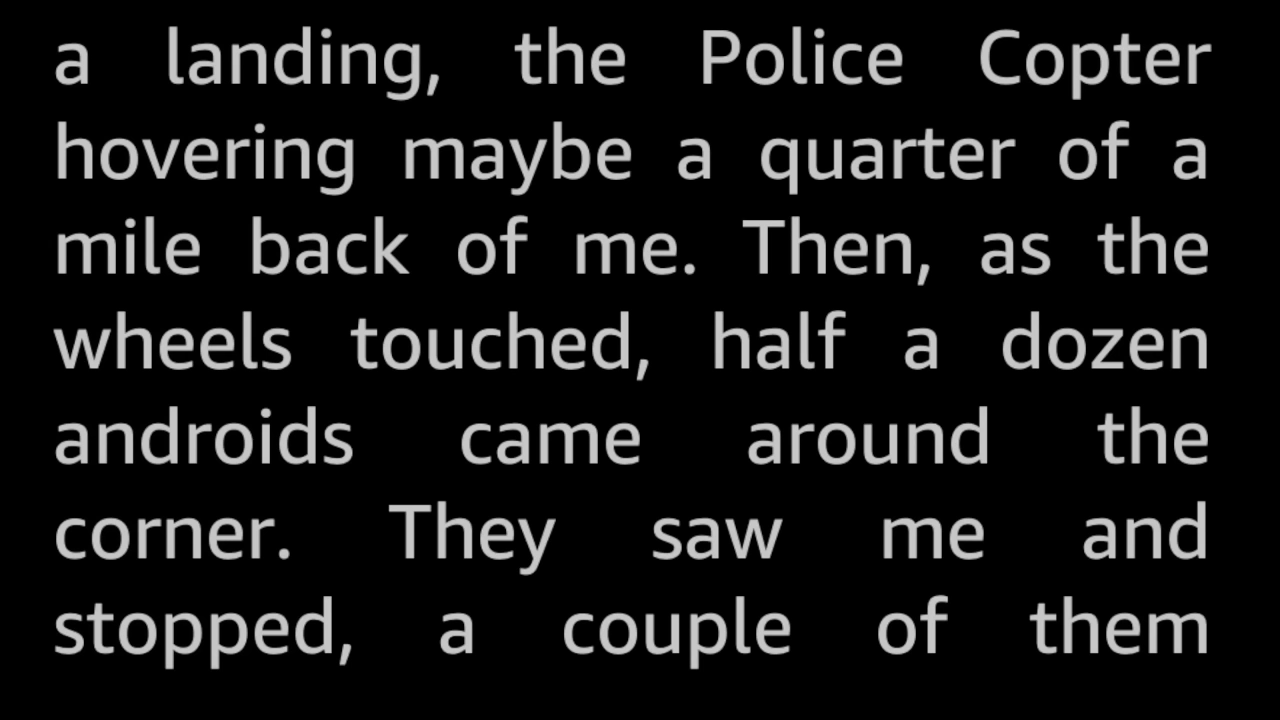 a landing, the Police Copter
hovering maybe a quarter of a
mile back of me. Then, as the
wheels touched, half a dozen
androids came around the
corner. They saw me and
stopped, a couple of them